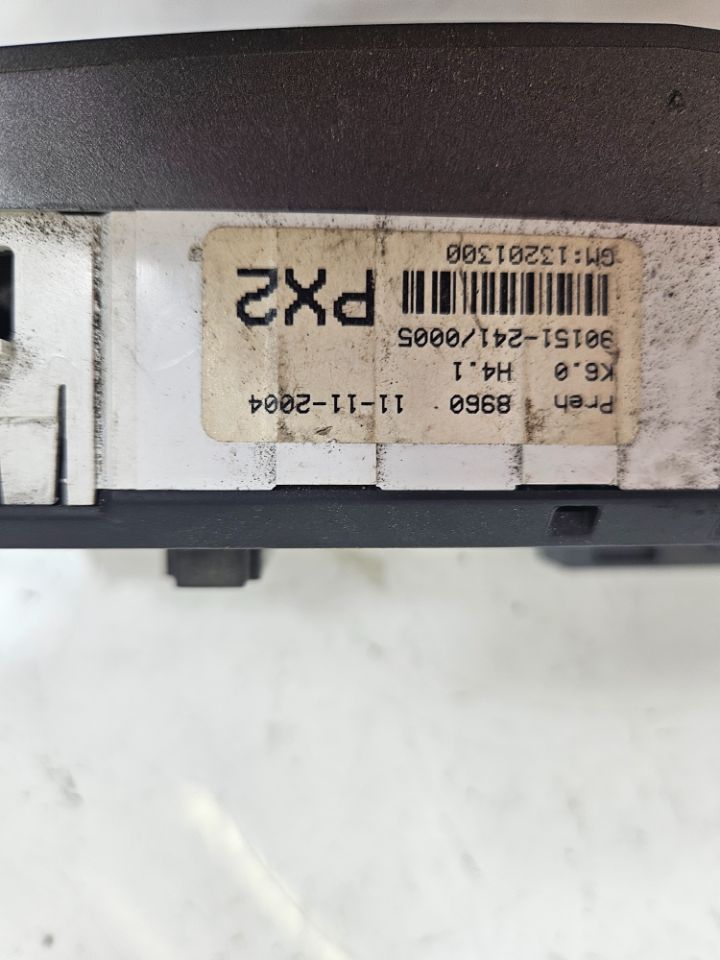 Preh 8960 11-11-2004
K6.0 H4.1
90151-241/0005
PX2
GM:13201300